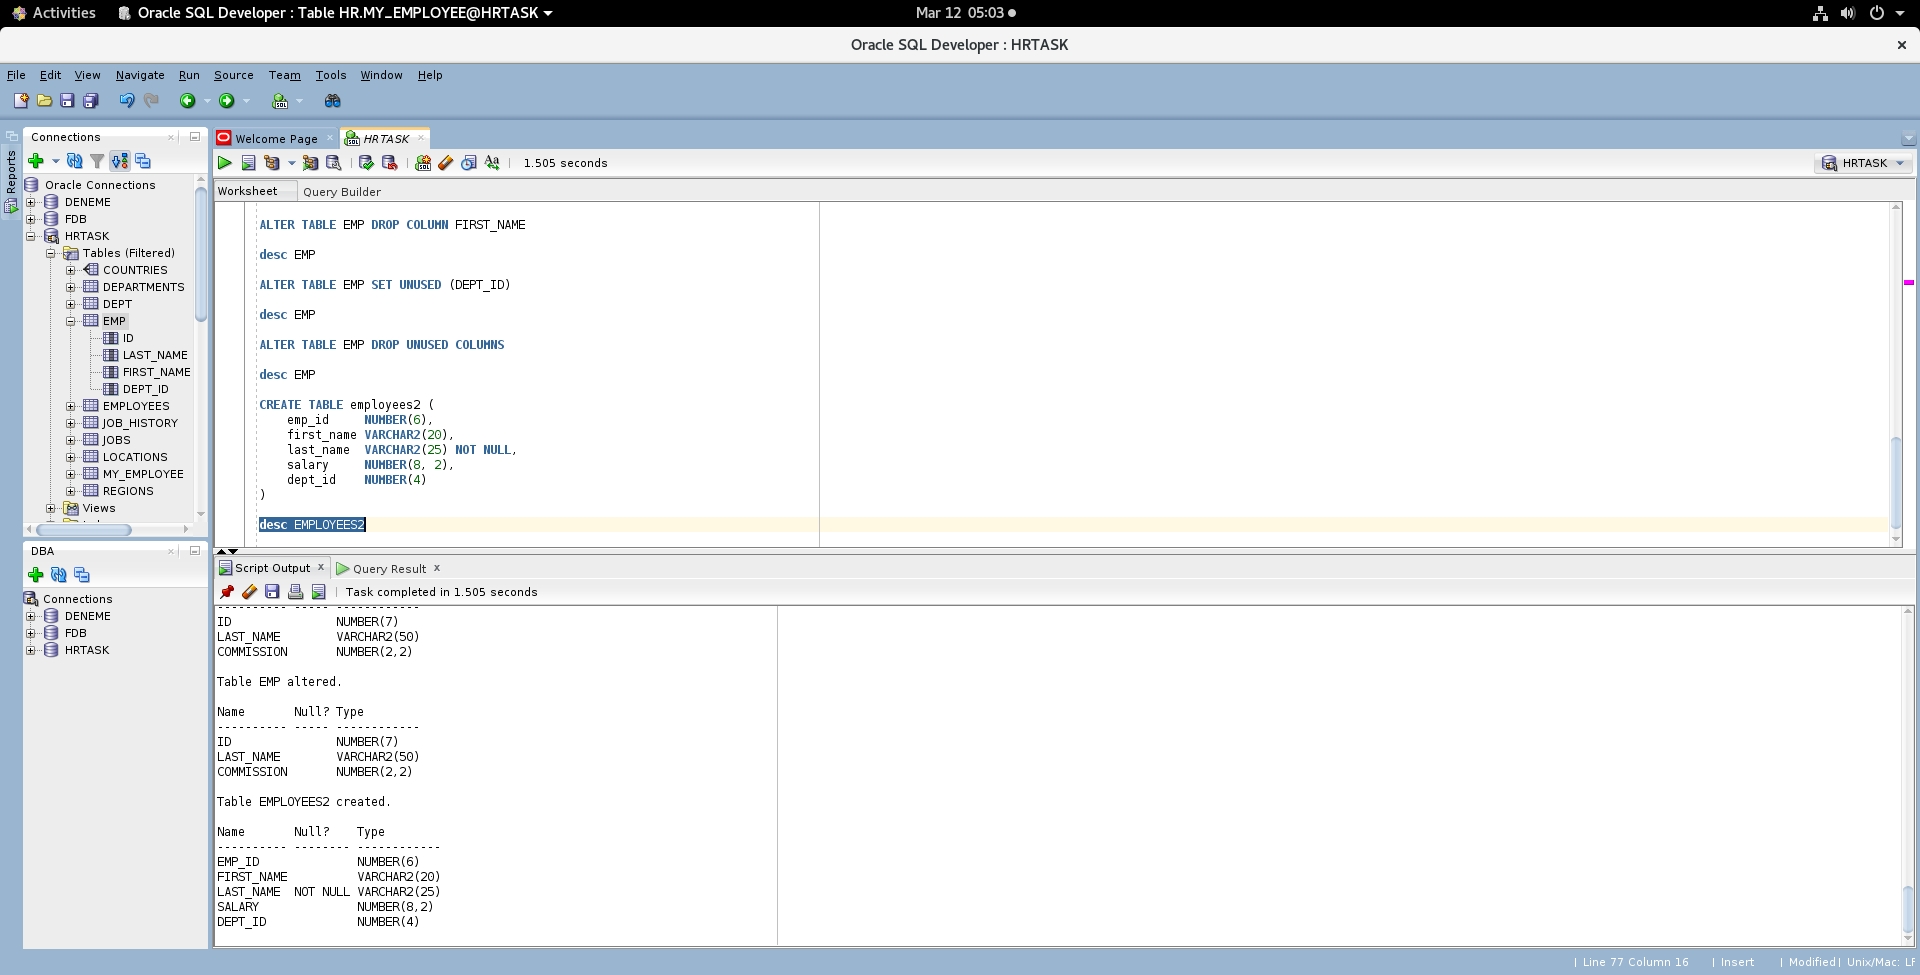 Activities
Oracle SQL Developer : Table HR.MY_EMPLOYEE@HRTASK
Mar 12 05:03
Oracle SQL Developer : HRTASK
File Edit View Navigate Run Source Team Tools Window Help
Reports
Connections
Oracle Connections
DENEME
FDB
HRTASK
Tables (Filtered)
COUNTRIES
DEPARTMENTS
DEPT
EMP
ID
LAST_NAME
FIRST_NAME
DEPT_ID
EMPLOYEES
JOB_HISTORY
JOBS
LOCATIONS
MY_EMPLOYEE
REGIONS
Views
DBA
Connections
DENEME
FDB
HRTASK
Welcome Page
HRTASK
1.505 seconds
HRTASK
Worksheet Query Builder
ALTER TABLE EMP DROP COLUMN FIRST_NAME
desc EMP
ALTER TABLE EMP SET UNUSED (DEPT_ID)
desc EMP
ALTER TABLE EMP DROP UNUSED COLUMNS
desc EMP
CREATE TABLE employees2 (
emp_id NUMBER(6),
first_name VARCHAR2(20),
last_name VARCHAR2(25) NOT NULL,
salary NUMBER(8, 2),
dept_id NUMBER(4)
)
desc EMPLOYEES2
Script Output x Query Result x
Task completed in 1.505 seconds
---------- ----- ------------
ID NUMBER(7)
LAST_NAME VARCHAR2(50)
COMMISSION NUMBER(2,2)
Table EMP altered.
Name Null? Type
---------- ----- ------------
ID NUMBER(7)
LAST_NAME VARCHAR2(50)
COMMISSION NUMBER(2,2)
Table EMPLOYEES2 created.
Name Null? Type
---------- -------- ------------
EMP_ID NUMBER(6)
FIRST_NAME VARCHAR2(20)
LAST_NAME NOT NULL VARCHAR2(25)
SALARY NUMBER(8,2)
DEPT_ID NUMBER(4)
| Line 77 Column 16 | Insert | Modified | Unix/Mac: LF